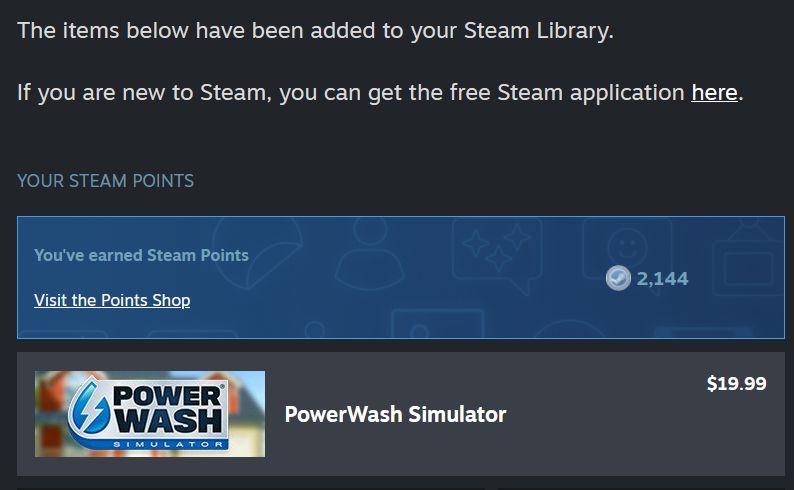 The items below have been added to your Steam Library.
If you are new to Steam, you can get the free Steam application here.
YOUR STEAM POINTS
You've earned Steam Points
2,144
Visit the Points Shop
POWER
WASH
SIMULATOR
PowerWash Simulator
$19.99